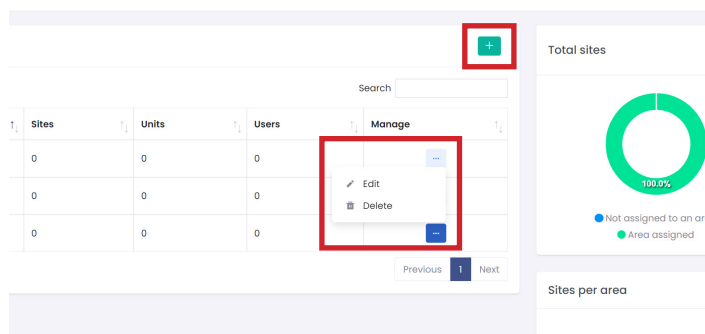 +
Total sites
Search
Sites Units Users Manage
0 0 0 ...
Edit
0 0 0
Delete
0 0 0 ...
100.0%
Not assigned to an ar
Area assigned
Previous 1 Next
Sites per area